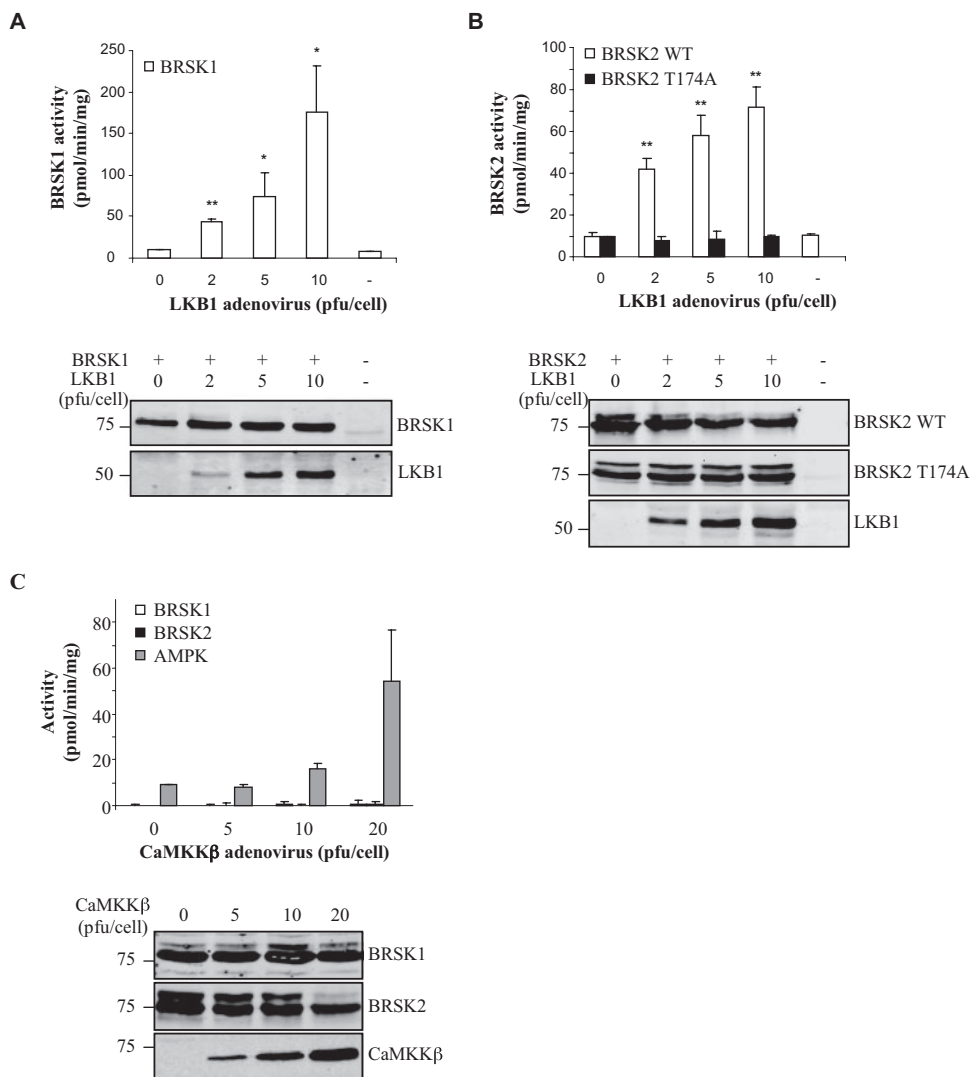 A
BRSK1 activity
(pmol/min/mg)
250
200
150
100
50
0
BRSK1
**
*
*
0 2 5 10 -
LKB1 adenovirus (pfu/cell)
BRSK1 + + + + -
LKB1 0 2 5 10 -
(pfu/cell)
75
BRSK1
50
LKB1
B
BRSK2 activity
(pmol/min/mg)
100
80
60
40
20
0
BRSK2 WT
BRSK2 T174A
**
**
**
0 2 5 10 -
LKB1 adenovirus (pfu/cell)
BRSK2 + + + + -
LKB1 0 2 5 10 -
(pfu/cell)
75
BRSK2 WT
75
BRSK2 T174A
50
LKB1
C
Activity
(pmol/min/mg)
80
60
40
20
0
BRSK1
BRSK2
AMPK
0 5 10 20
CaMKKβ adenovirus (pfu/cell)
CaMKKβ 0 5 10 20
(pfu/cell)
75
BRSK1
75
BRSK2
75
CaMKKβ